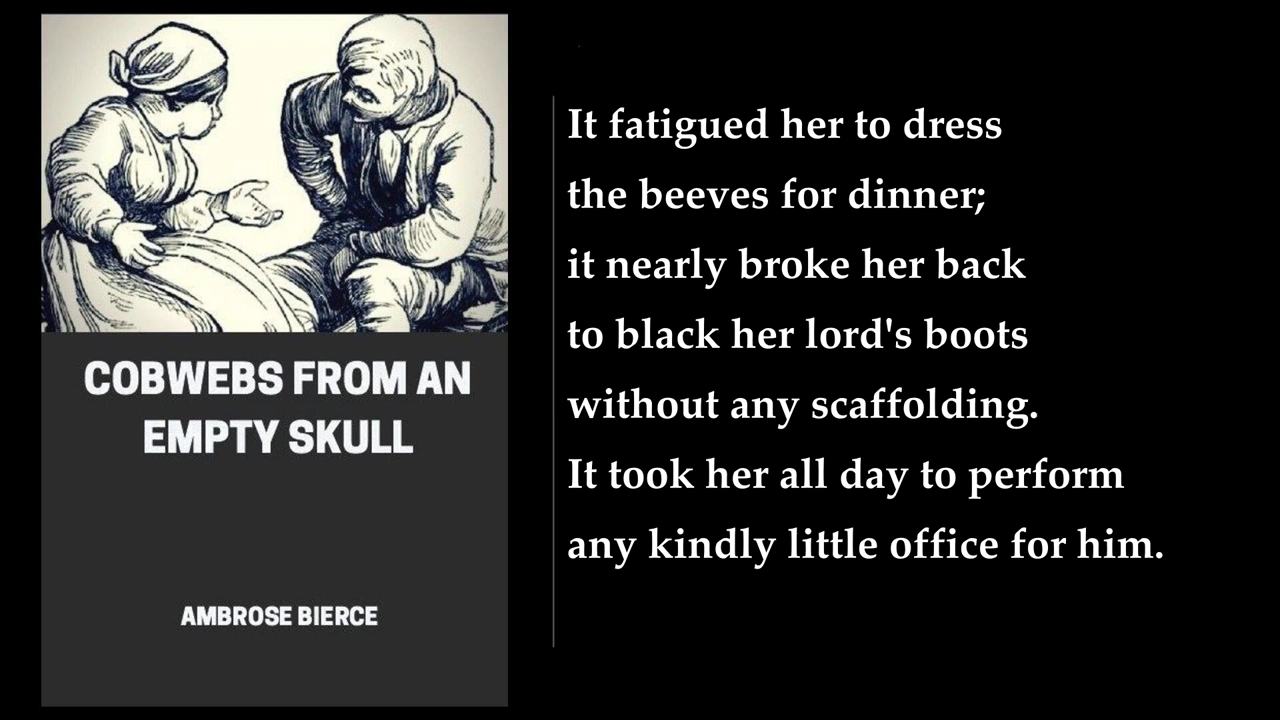 COBWEBS FROM AN
EMPTY SKULL
AMBROSE BIERCE
It fatigued her to dress
the beeves for dinner;
it nearly broke her back
to black her lord's boots
without any scaffolding.
It took her all day to perform
any kindly little office for him.